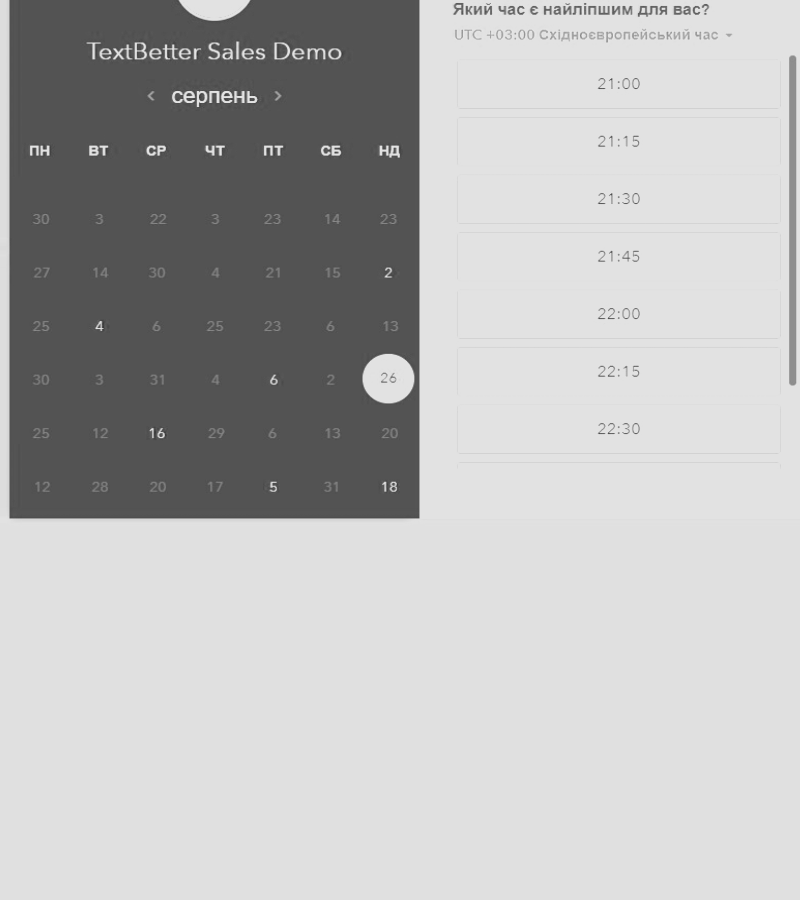 TextBetter Sales Demo
‹ серпень ›
ПН ВТ СР ЧТ ПТ СБ НД
30 3 22 3 23 14 23
27 14 30 4 21 15 2
25 4 6 25 23 6 13
30 3 31 4 6 2 26
25 12 16 29 6 13 20
12 28 20 17 5 31 18
Який час є найліпшим для вас?
UTC +03:00 Східноєвропейський час
21:00
21:15
21:30
21:45
22:00
22:15
22:30